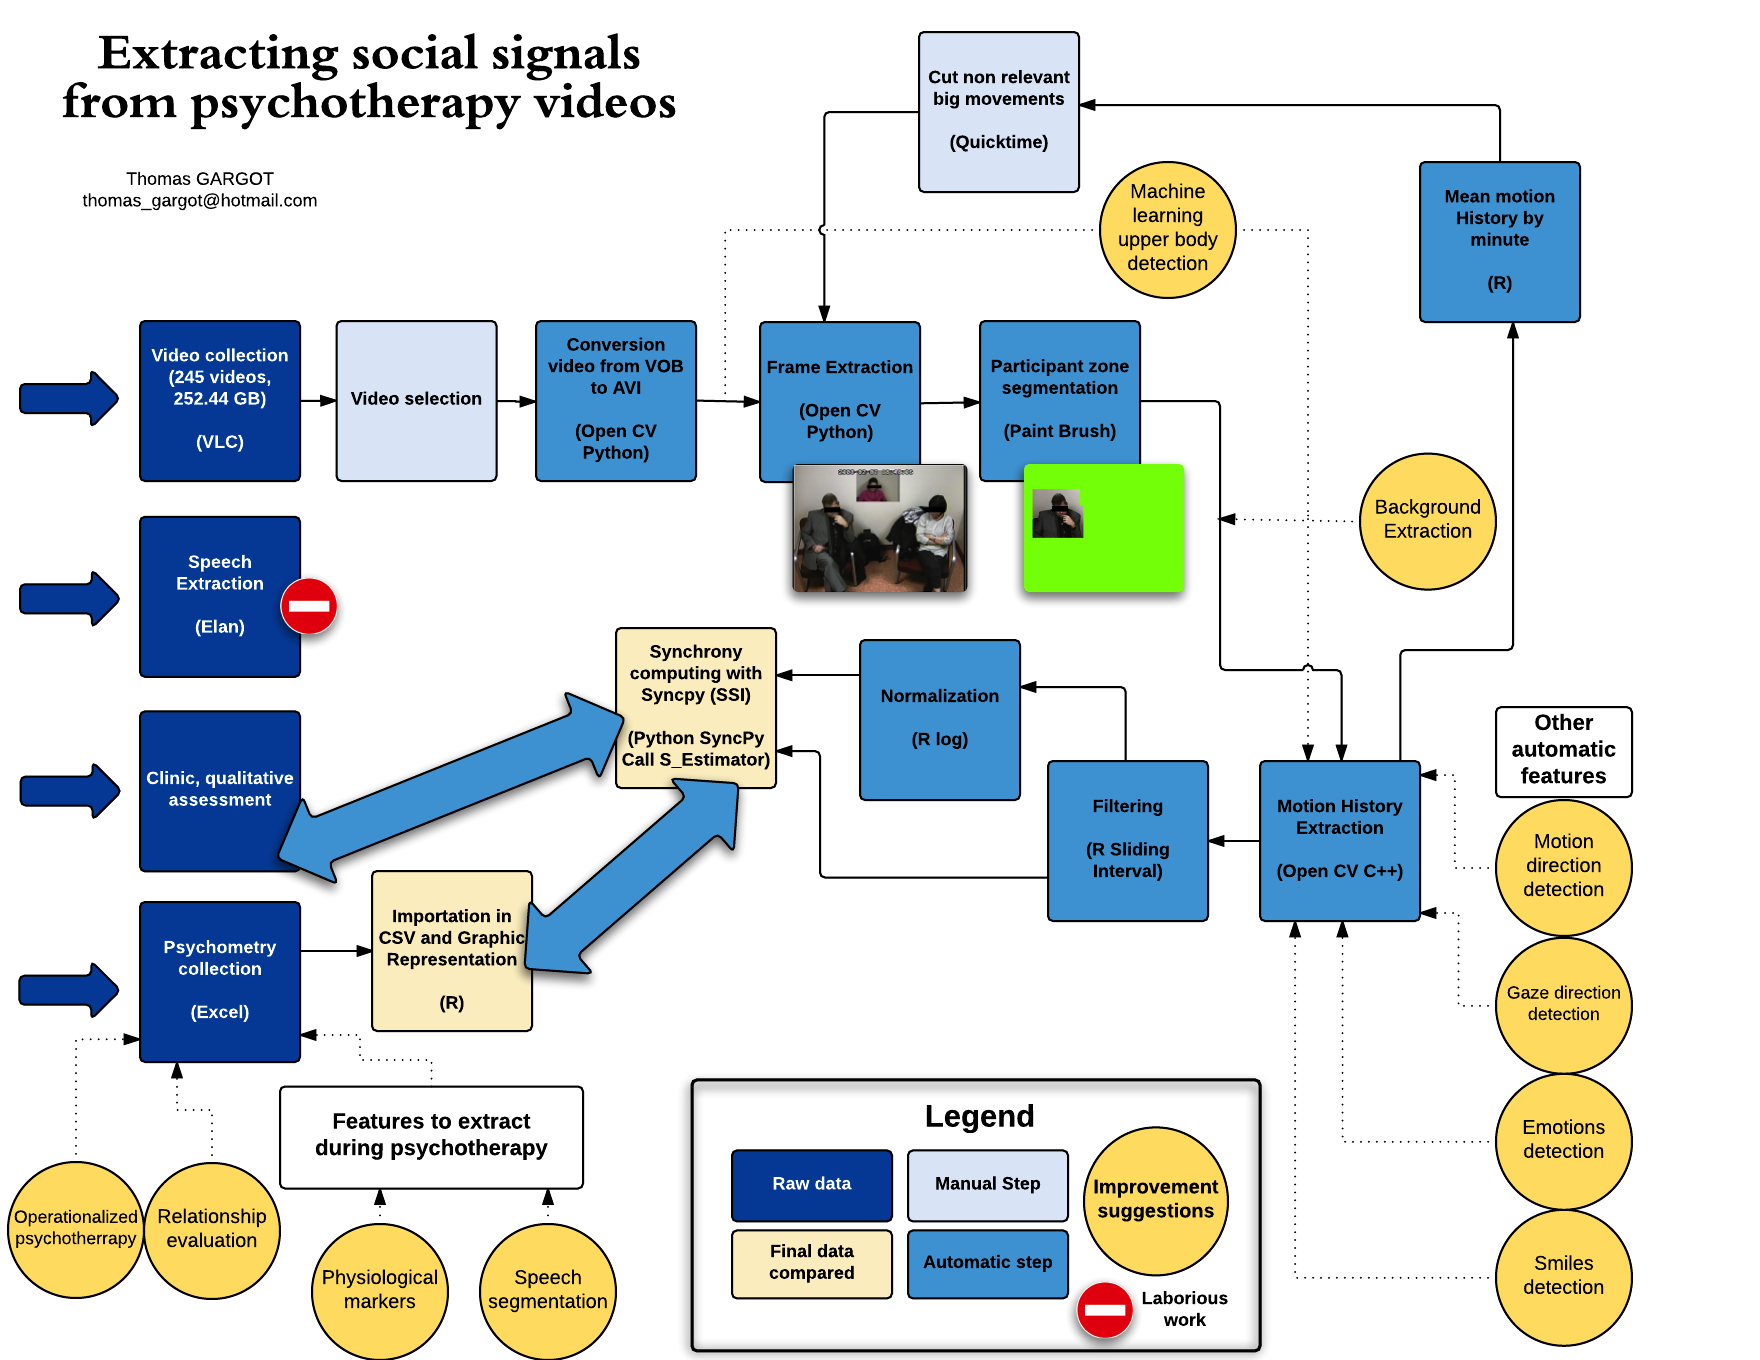 Extracting social signals
from psychotherapy videos
Thomas GARGOT
thomas_gargot@hotmail.com
Cut non relevant
big movements
(Quicktime)
Machine
learning
upper body
detection
Mean motion
History by
minute
(R)
Video collection
(245 videos,
252.44 GB)
(VLC)
Video selection
Conversion
video from VOB
to AVI
(Open CV
Python)
Frame Extraction
(Open CV
Python)
Participant zone
segmentation
(Paint Brush)
Background
Extraction
Speech
Extraction
(Elan)
Synchrony
computing with
Syncpy (SSI)
(Python SyncPy
Call S_Estimator)
Normalization
(R log)
Filtering
(R Sliding
Interval)
Motion History
Extraction
(Open CV C++)
Other
automatic
features
Motion
direction
detection
Gaze direction
detection
Emotions
detection
Smiles
detection
Clinic, qualitative
assessment
Psychometry
collection
(Excel)
Importation in
CSV and Graphic
Representation
(R)
Features to extract
during psychotherapy
Operationalized
psychotherrapy
Relationship
evaluation
Physiological
markers
Speech
segmentation
Legend
Raw data
Manual Step
Improvement
suggestions
Final data
compared
Automatic step
Laborious
work